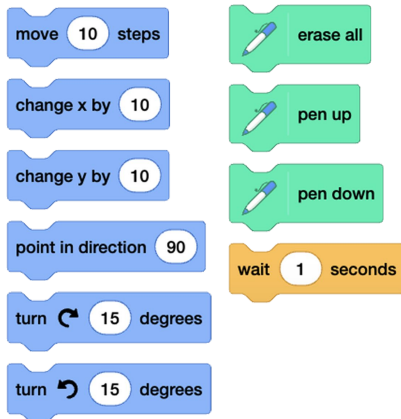 move 10 steps
change x by 10
change y by 10
point in direction 90
turn 15 degrees
turn 15 degrees
erase all
pen up
pen down
wait 1 seconds